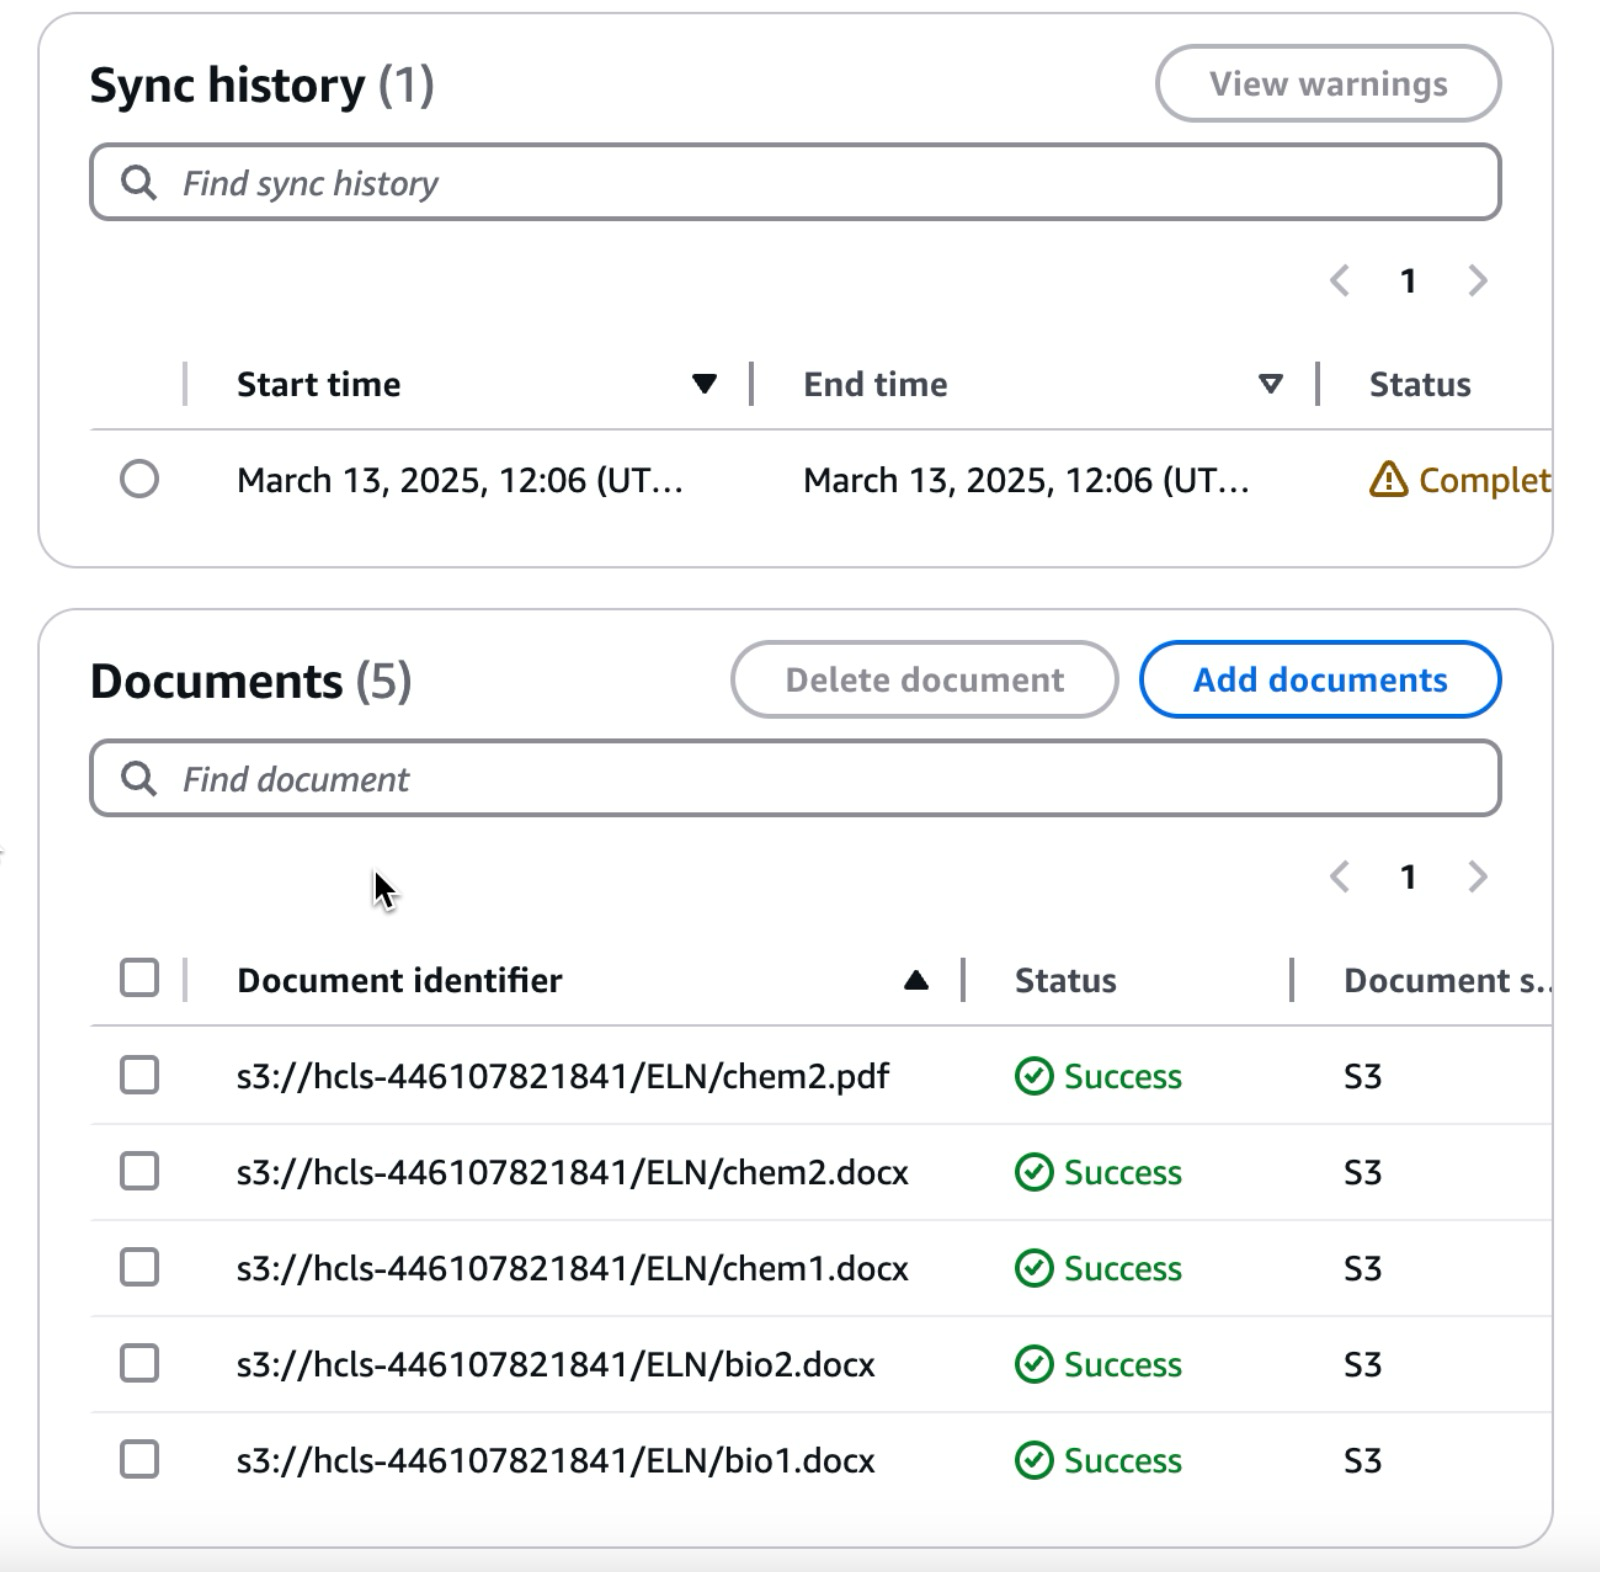 Sync history (1)
View warnings
Find sync history
1
Start time
End time
Status
March 13, 2025, 12:06 (UT...
March 13, 2025, 12:06 (UT...
Complet
Documents (5)
Delete document
Add documents
Find document
1
Document identifier
Status
Document s..
s3://hcls-446107821841/ELN/chem2.pdf
Success
S3
s3://hcls-446107821841/ELN/chem2.docx
Success
S3
s3://hcls-446107821841/ELN/chem1.docx
Success
S3
s3://hcls-446107821841/ELN/bio2.docx
Success
S3
s3://hcls-446107821841/ELN/bio1.docx
Success
S3